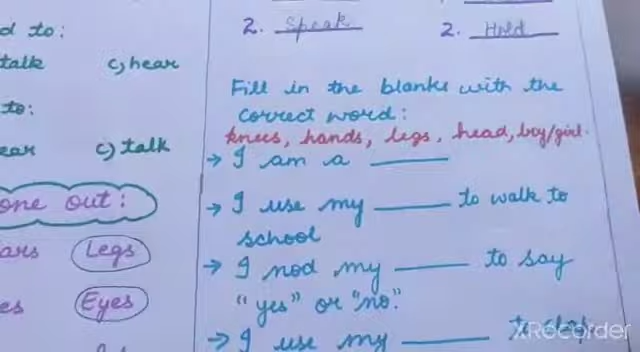 d to:
talk c) hear
to:
ear c) talk
one out:
ars Legs
es Eyes
2. Speak 2. Hold
Fill in the blanks with the
correct word:
knees, hands, legs, head, boy/girl.
→ I am a ______
→ I use my ______ to walk to
school
→ I nod my ______ to say
"yes" or "no".
→ I use my ______ to clap
XRecorder